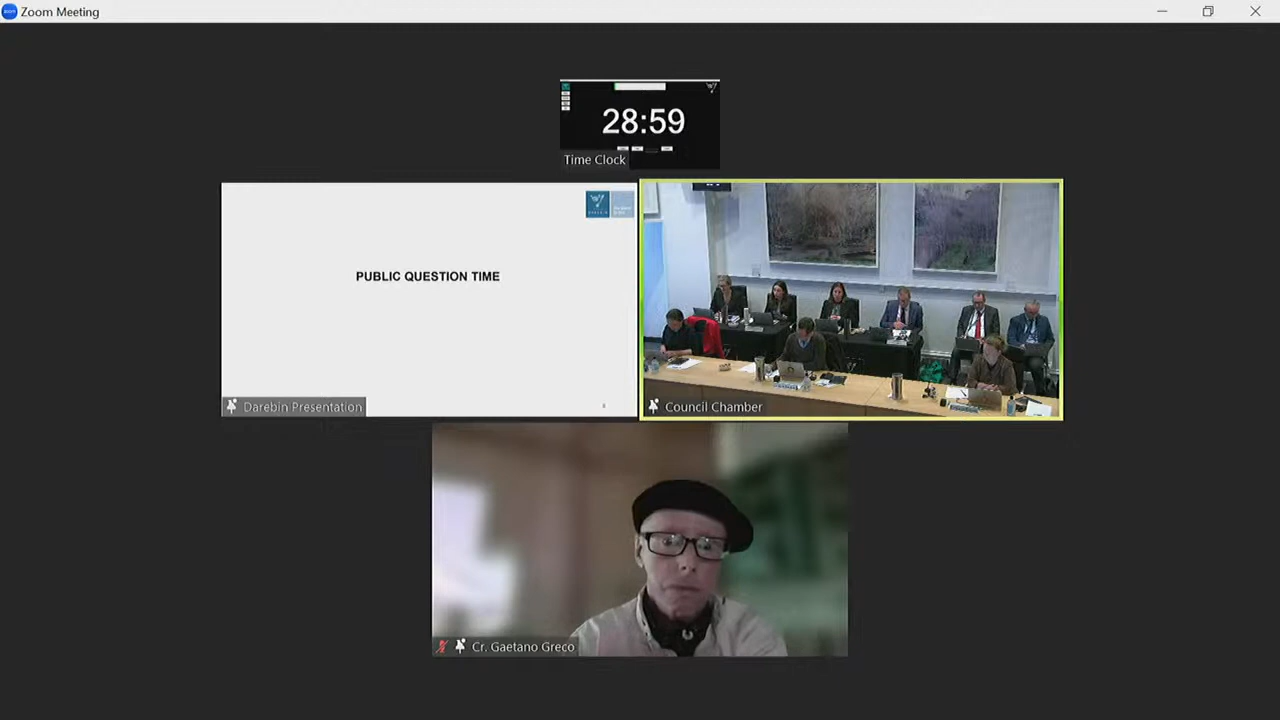 Zoom Meeting
28:59
Time Clock
PUBLIC QUESTION TIME
Darebin Presentation
Council Chamber
Cr. Gaetano Greco